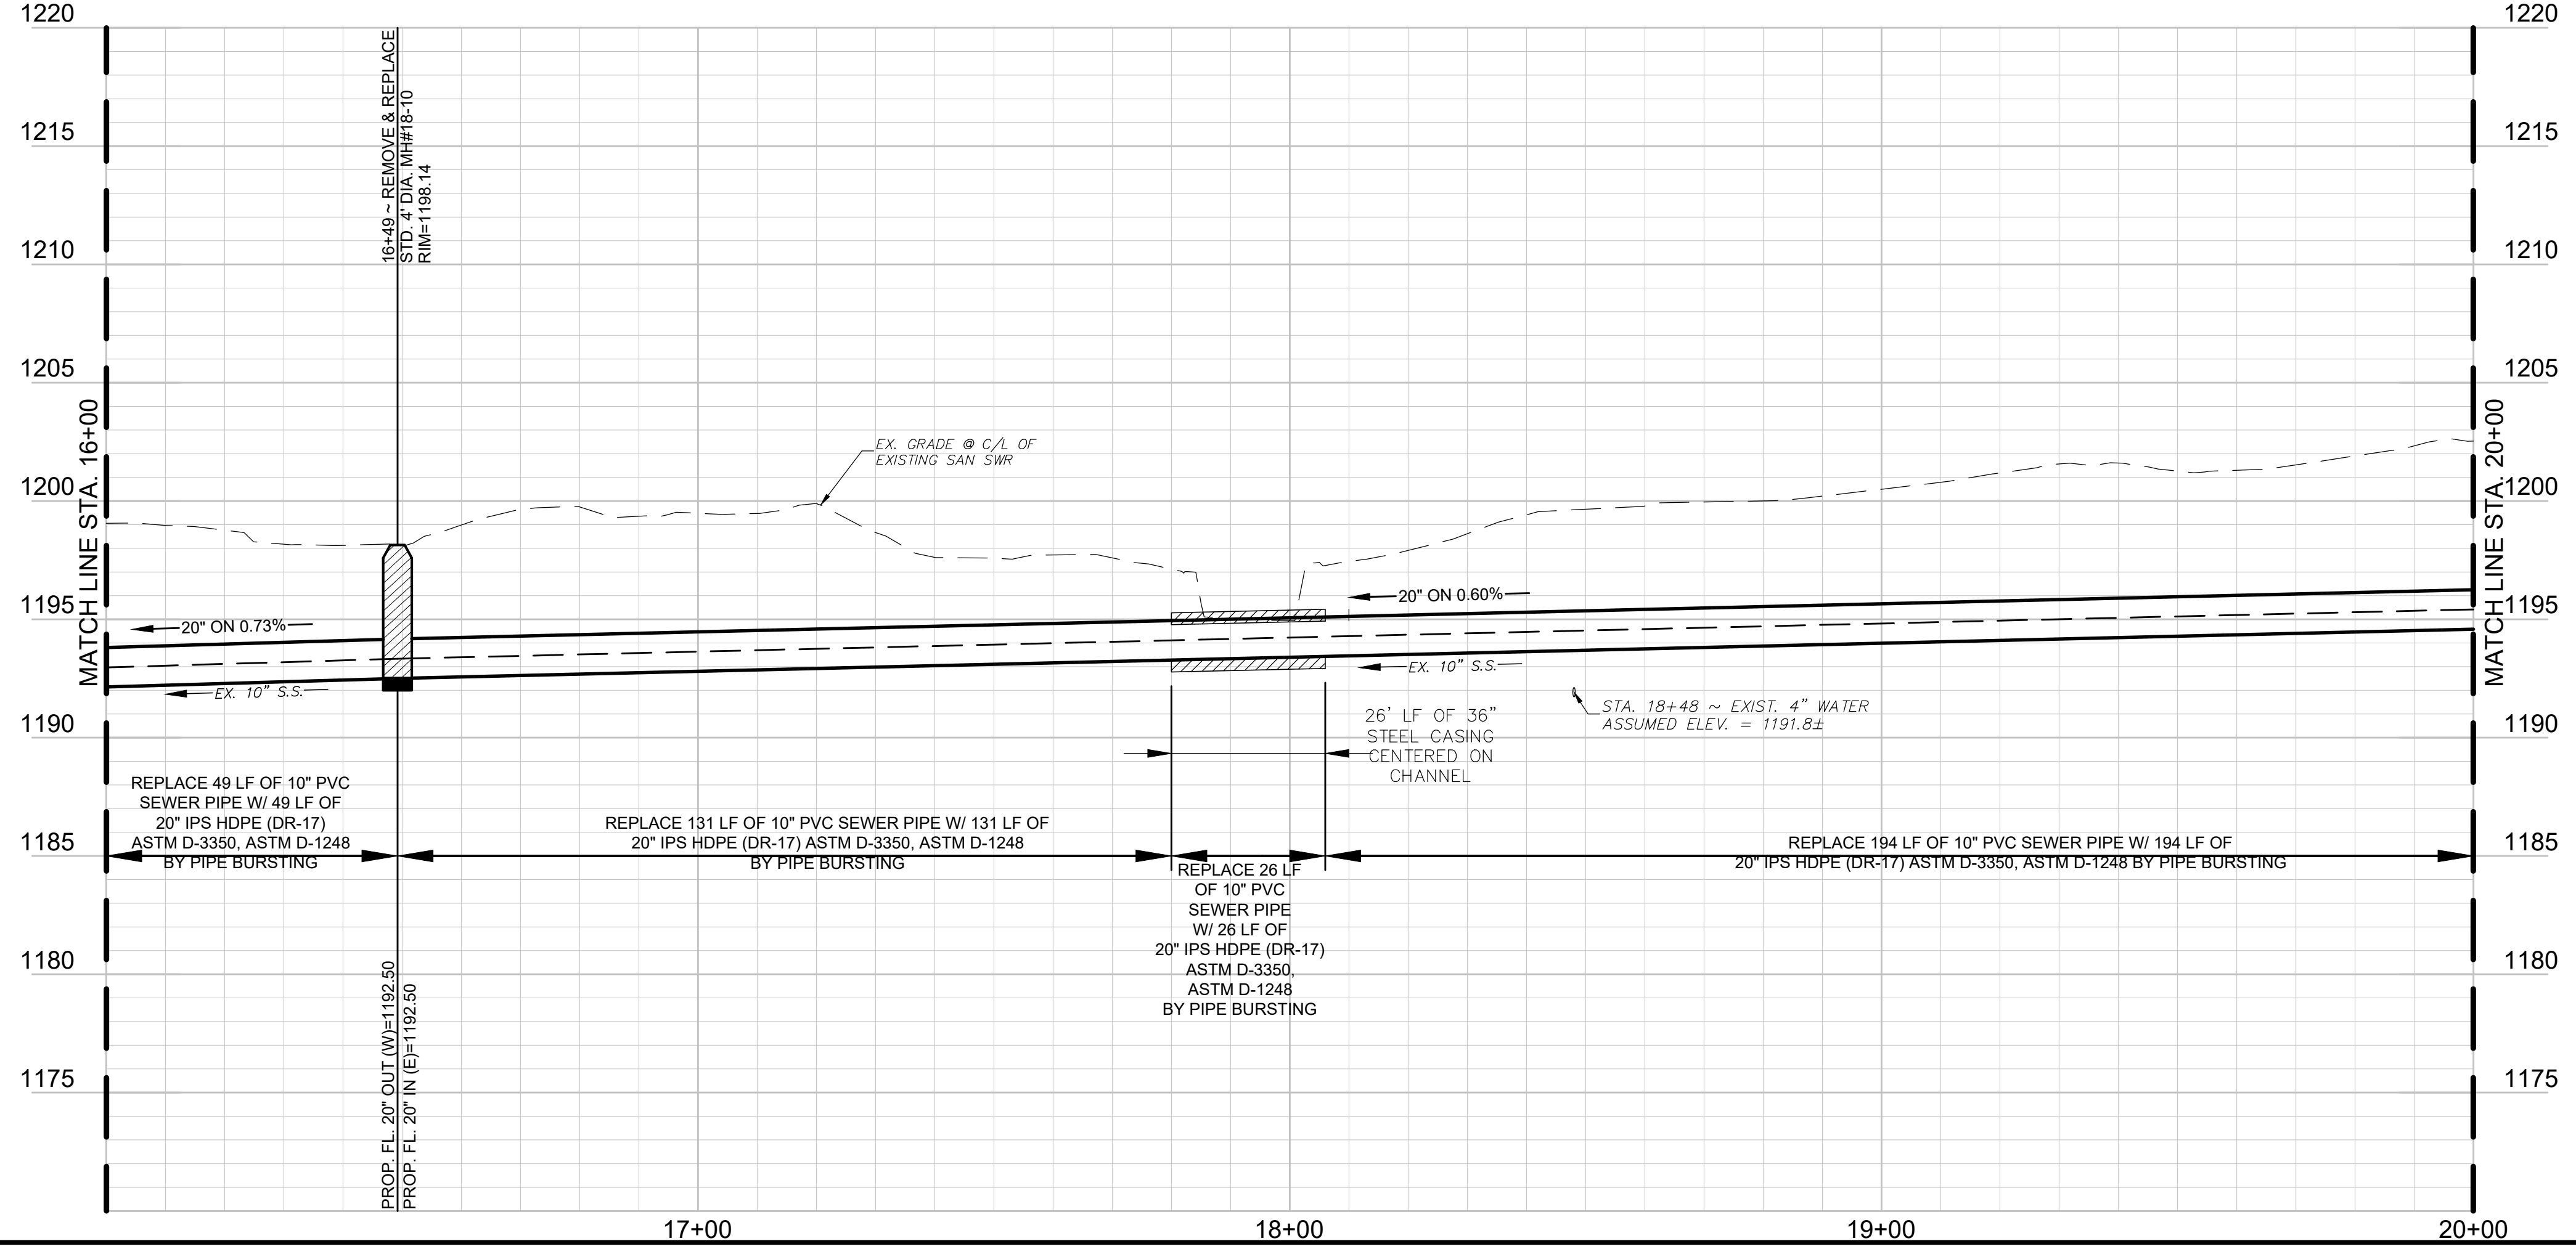 1220
1215
1210
1205
1200
1195
1190
1185
1180
1175
1220
1215
1210
1205
1200
1195
1190
1185
1180
1175
MATCH LINE STA. 16+00
MATCH LINE STA. 20+00
16+49 ~ REMOVE & REPLACE
STD. 4' DIA. MH#18-10
RIM=1198.14
EX. GRADE @ C/L OF
EXISTING SAN SWR
20" ON 0.73%
EX. 10" S.S.
20" ON 0.60%
EX. 10" S.S.
STA. 18+48 ~ EXIST. 4" WATER
ASSUMED ELEV. = 1191.8±
26' LF OF 36"
STEEL CASING
CENTERED ON
CHANNEL
REPLACE 49 LF OF 10" PVC
SEWER PIPE W/ 49 LF OF
20" IPS HDPE (DR-17)
ASTM D-3350, ASTM D-1248
BY PIPE BURSTING
REPLACE 131 LF OF 10" PVC SEWER PIPE W/ 131 LF OF
20" IPS HDPE (DR-17) ASTM D-3350, ASTM D-1248
BY PIPE BURSTING
REPLACE 26 LF
OF 10" PVC
SEWER PIPE
W/ 26 LF OF
20" IPS HDPE (DR-17)
ASTM D-3350,
ASTM D-1248
BY PIPE BURSTING
REPLACE 194 LF OF 10" PVC SEWER PIPE W/ 194 LF OF
20" IPS HDPE (DR-17) ASTM D-3350, ASTM D-1248 BY PIPE BURSTING
PROP. FL. 20" OUT (W)=1192.50
PROP. FL. 20" IN (E)=1192.50
17+00
18+00
19+00
20+00